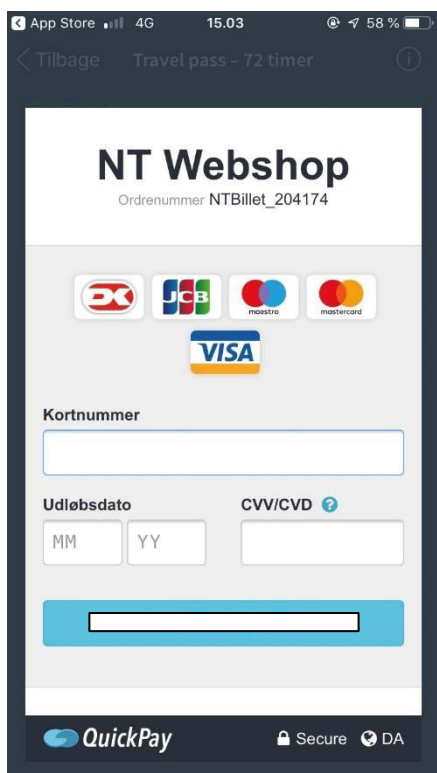 App Store 4G 15.03 58 %
Tilbage Travel pass – 72 timer
NT Webshop
Ordrenummer NTBillet_204174
DK JCB maestro mastercard
VISA
Kortnummer
Udløbsdato CVV/CVD ?
MM YY
QuickPay Secure DA